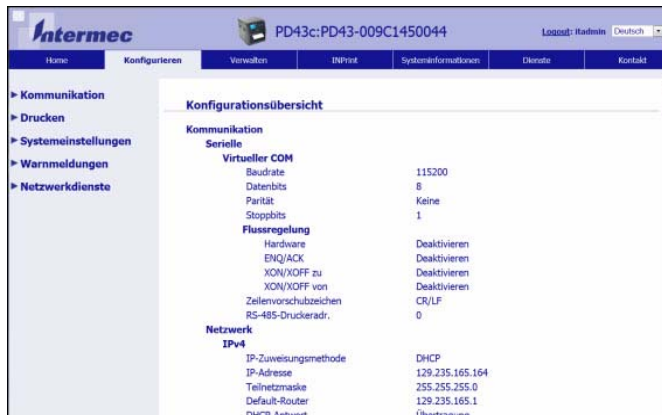 Intermec
PD43c:PD43-009C1450044
Logout: itadmin Deutsch
Home Konfigurieren Verwalten INPrint Systeminformationen Dienste Kontakt
Kommunikation
Drucken
Systemeinstellungen
Warnmeldungen
Netzwerkdienste
Konfigurationsübersicht
Kommunikation
Serielle
Virtueller COM
Baudrate 115200
Datenbits 8
Parität Keine
Stoppbits 1
Flussregelung
Hardware Deaktivieren
ENQ/ACK Deaktivieren
XON/XOFF zu Deaktivieren
XON/XOFF von Deaktivieren
Zeilenvorschubzeichen CR/LF
RS-485-Druckeradr. 0
Netzwerk
IPv4
IP-Zuweisungsmethode DHCP
IP-Adresse 129.235.165.164
Teilnetzmaske 255.255.255.0
Default-Router 129.235.165.1
DHCP Antwort Übertragung